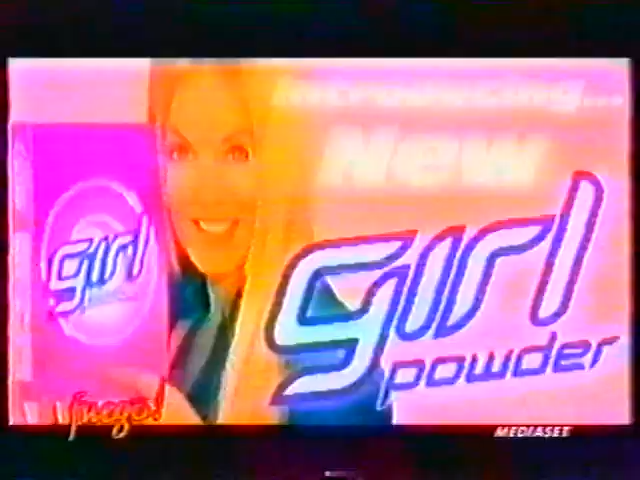 Introducing...
New
girl
powder
girl
fuego!
MEDIASET